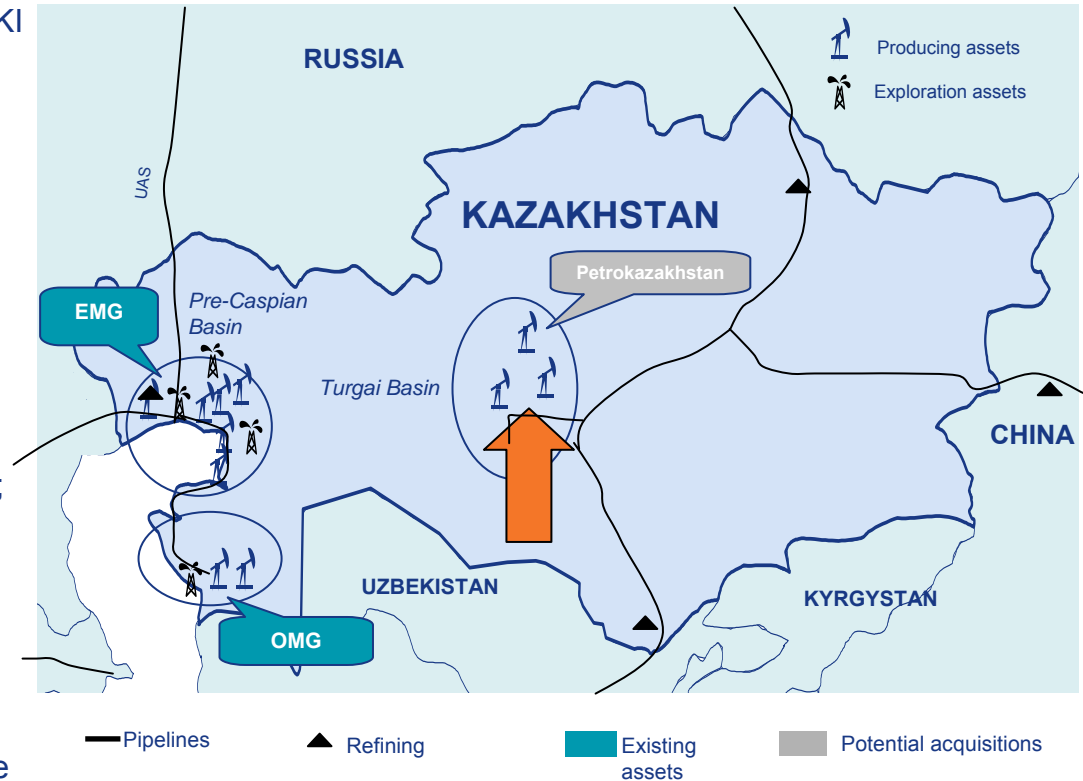 KI
RUSSIA
Producing assets
Exploration assets
UAS
KAZAKHSTAN
Petrokazakhstan
EMG
Pre-Caspian
Basin
Turgai Basin
CHINA
UZBEKISTAN
KYRGYSTAN
OMG
Pipelines
Refining
Existing
assets
Potential acquisitions
e